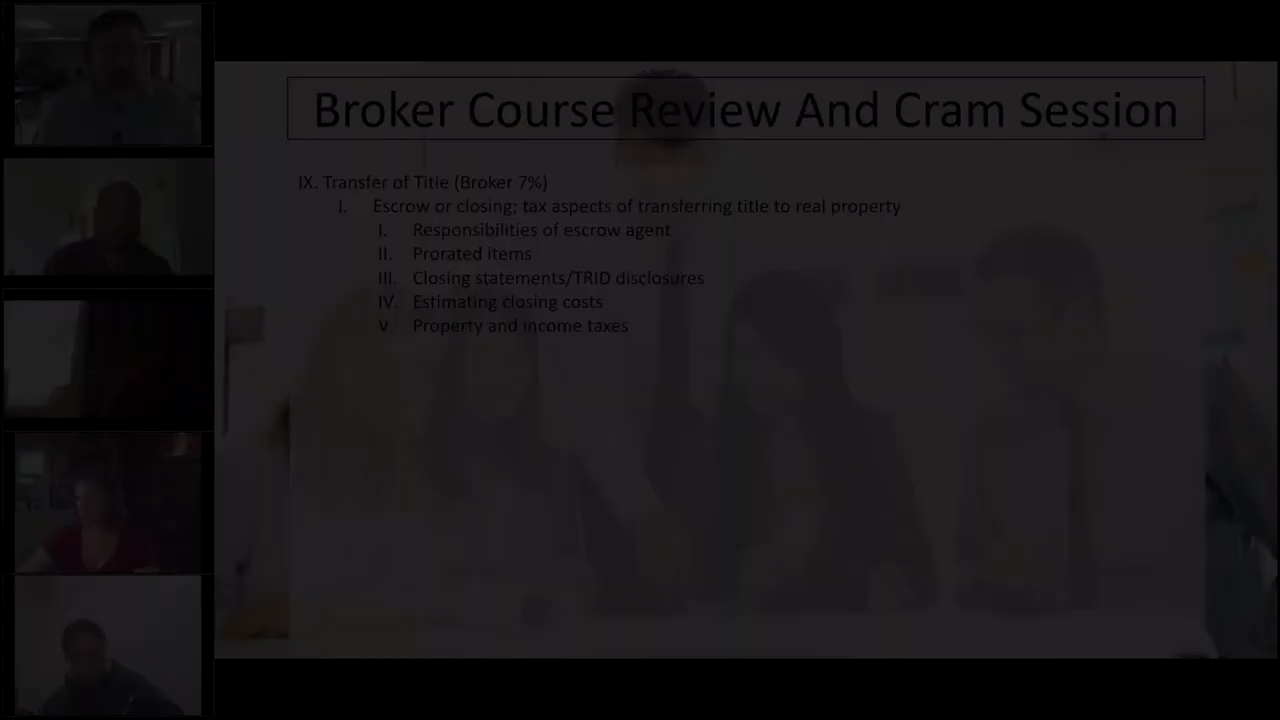 Broker Course Review And Cram Session
IX. Transfer of Title (Broker 7%)
I. Escrow or closing; tax aspects of transferring title to real property
I. Responsibilities of escrow agent
II. Prorated items
III. Closing statements/TRID disclosures
IV. Estimating closing costs
V. Property and income taxes